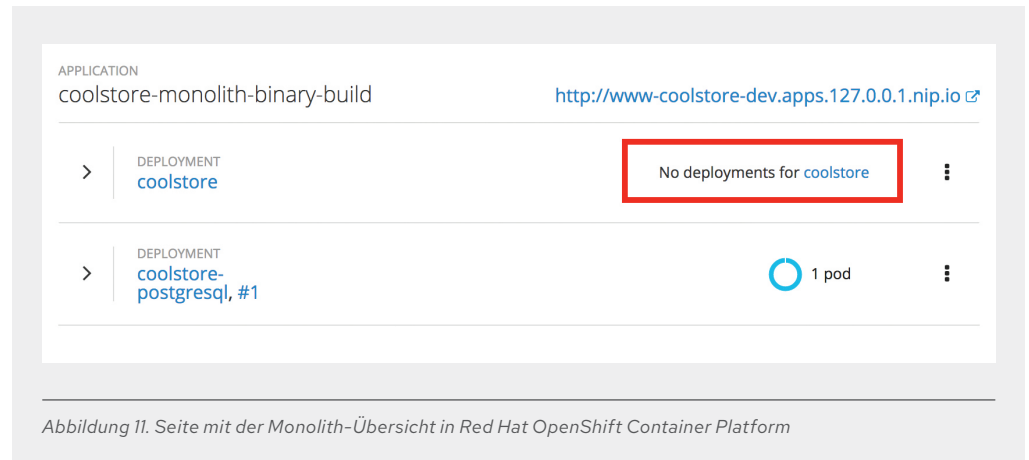 APPLICATION
coolstore-monolith-binary-build
http://www-coolstore-dev.apps.127.0.0.1.nip.io
DEPLOYMENT
coolstore
No deployments for coolstore
DEPLOYMENT
coolstore-
postgresql, #1
1 pod
Abbildung 11. Seite mit der Monolith-Übersicht in Red Hat OpenShift Container Platform